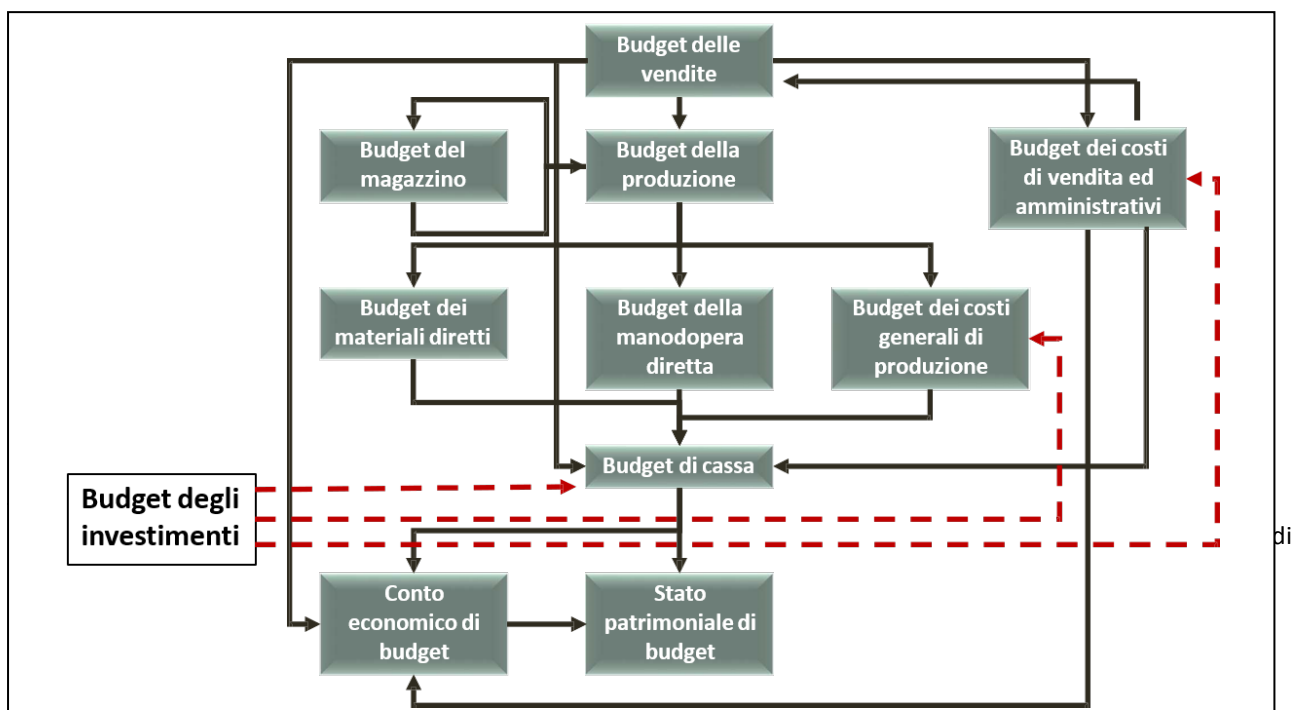 Budget delle
vendite
Budget del
magazzino
Budget della
produzione
Budget dei costi
di vendita ed
amministrativi
Budget dei
materiali diretti
Budget della
manodopera
diretta
Budget dei costi
generali di
produzione
Budget di cassa
Budget degli
investimenti
di
Conto
economico di
budget
Stato
patrimoniale di
budget